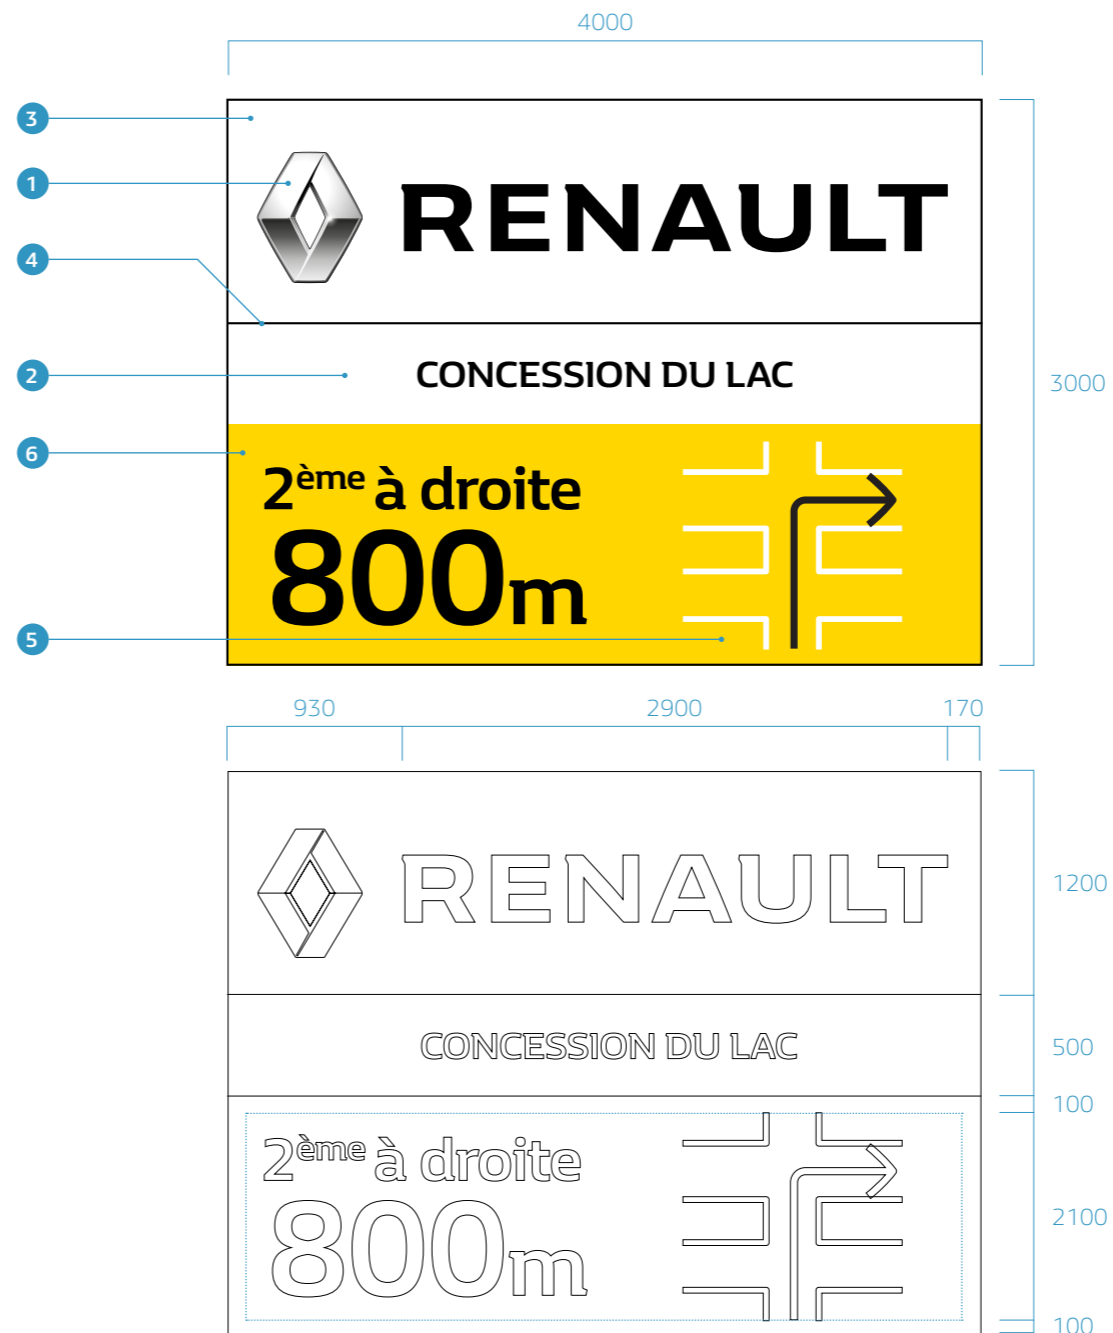 4000
3
1
RENAULT
4
2
CONCESSION DU LAC
3000
6
2ème à droite
800m
5
930 2900 170
RENAULT
1200
CONCESSION DU LAC
500
100
2ème à droite
800m
2100
100